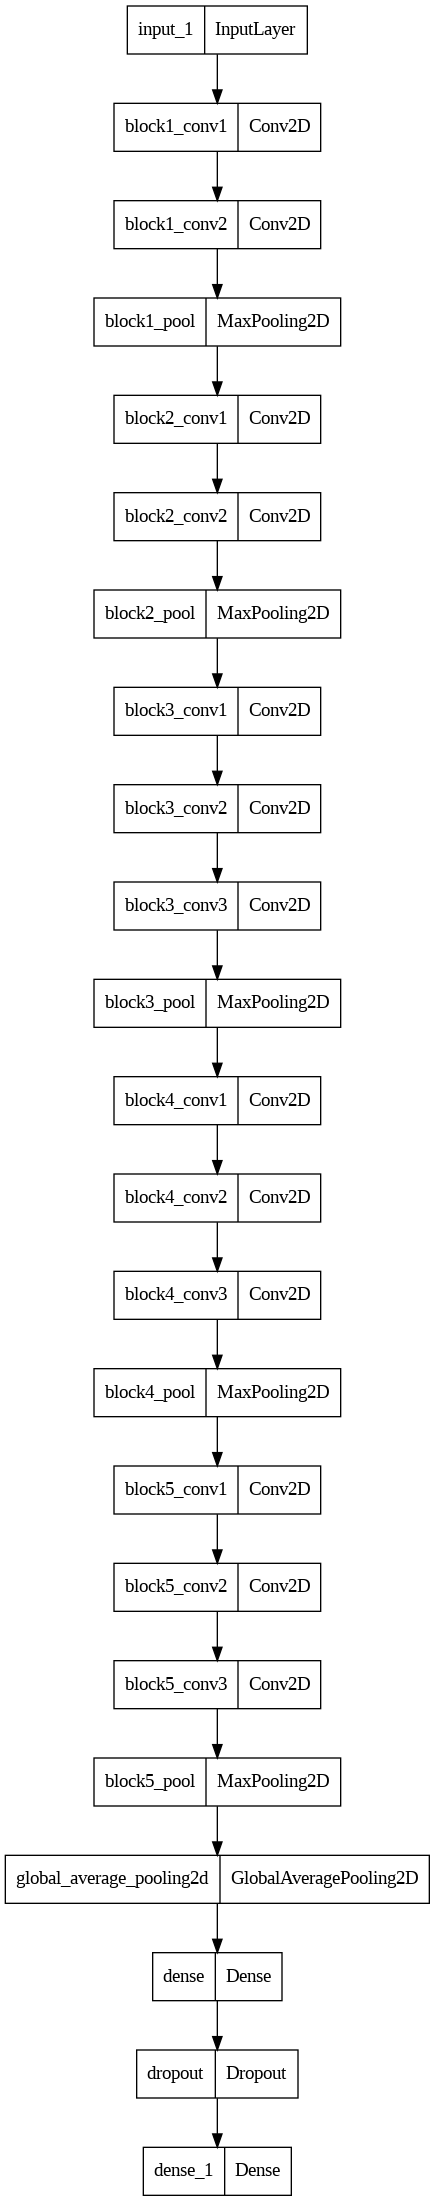 input_1 InputLayer
block1_conv1 Conv2D
block1_conv2 Conv2D
block1_pool MaxPooling2D
block2_conv1 Conv2D
block2_conv2 Conv2D
block2_pool MaxPooling2D
block3_conv1 Conv2D
block3_conv2 Conv2D
block3_conv3 Conv2D
block3_pool MaxPooling2D
block4_conv1 Conv2D
block4_conv2 Conv2D
block4_conv3 Conv2D
block4_pool MaxPooling2D
block5_conv1 Conv2D
block5_conv2 Conv2D
block5_conv3 Conv2D
block5_pool MaxPooling2D
global_average_pooling2d GlobalAveragePooling2D
dense Dense
dropout Dropout
dense_1 Dense